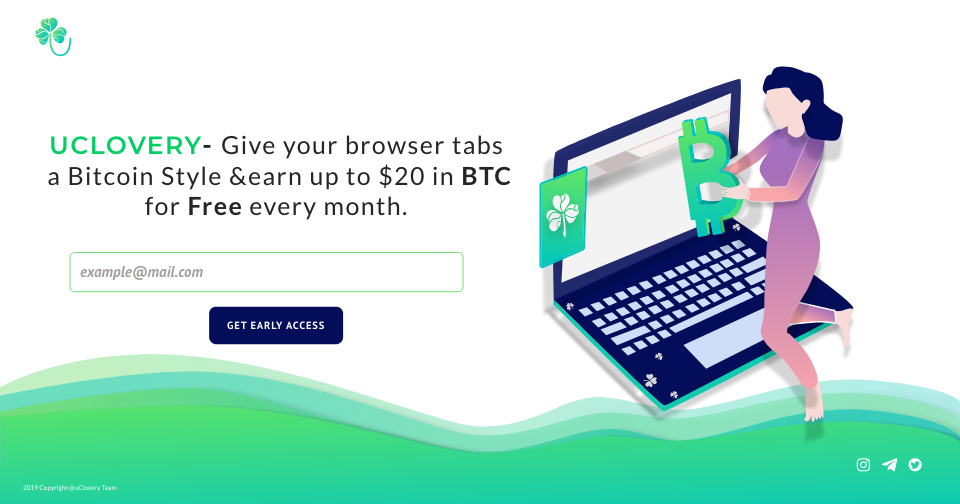 UCLOVERY- Give your browser tabs
a Bitcoin Style &earn up to $20 in BTC
for Free every month.
example@mail.com
GET EARLY ACCESS
2019 Copyright @uClovery Team